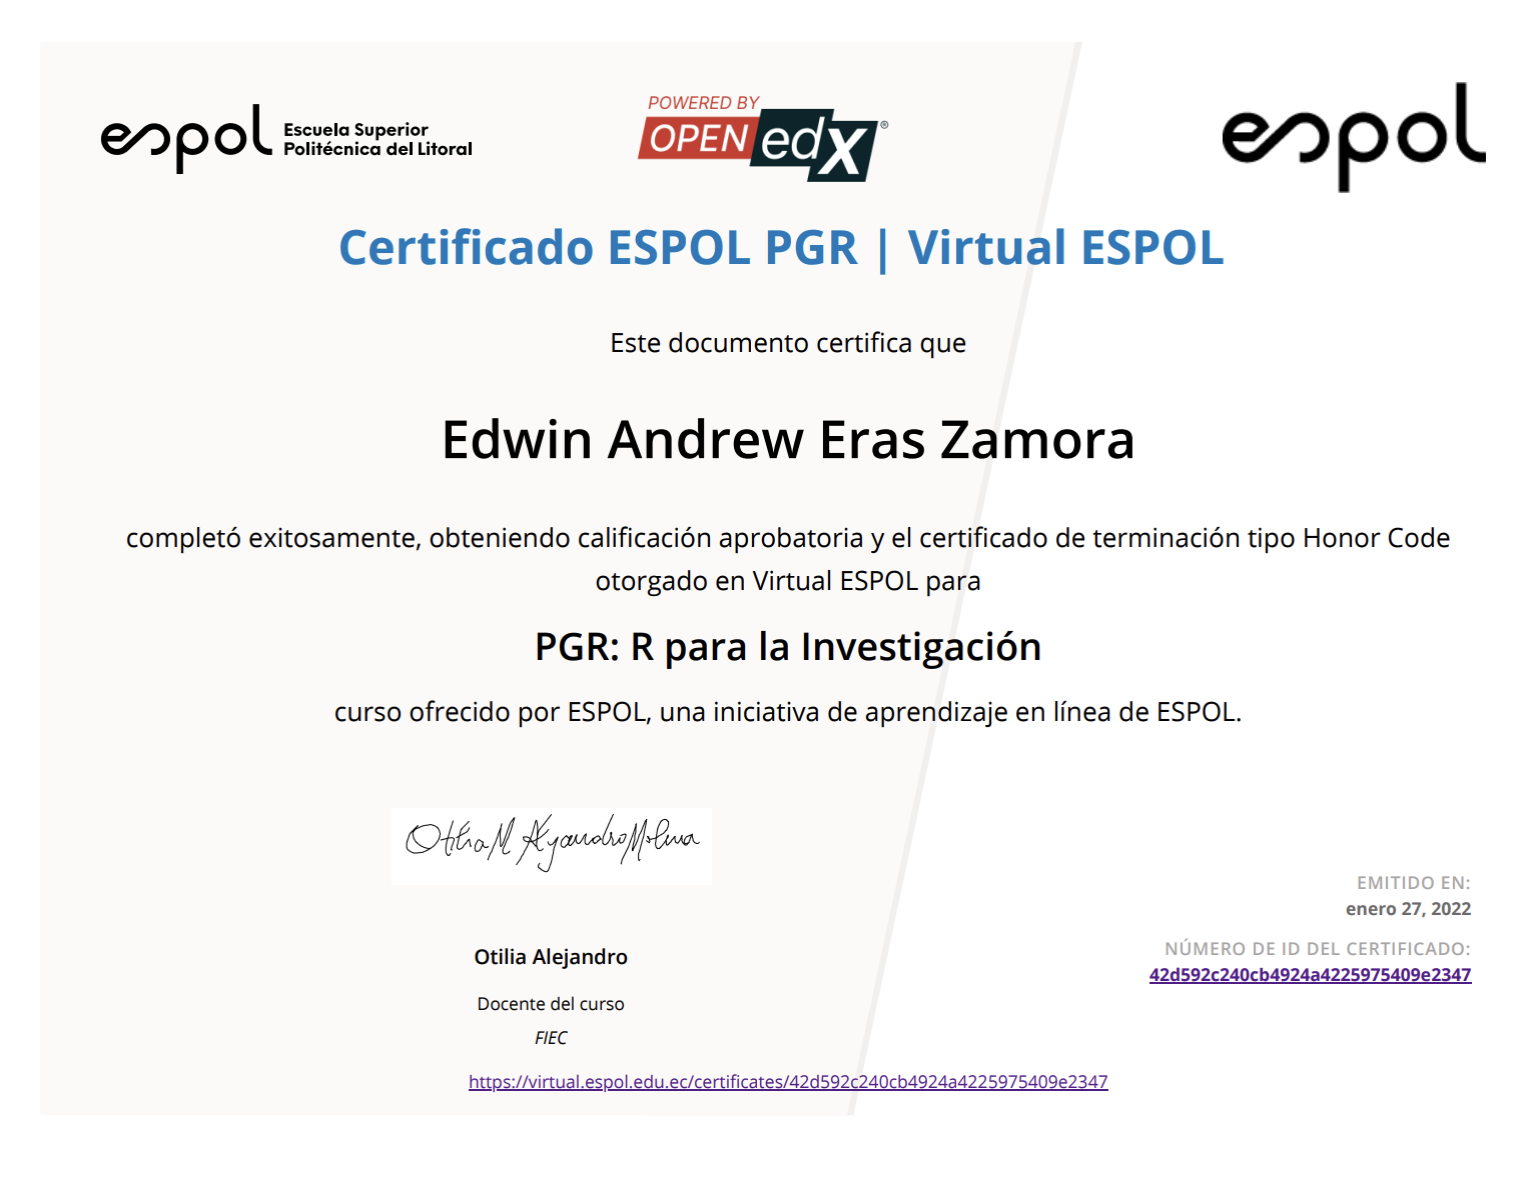 espol Escuela Superior
Politécnica del Litoral
POWERED BY
OPEN edX®
espol
Certificado ESPOL PGR | Virtual ESPOL
Este documento certifica que
Edwin Andrew Eras Zamora
completó exitosamente, obteniendo calificación aprobatoria y el certificado de terminación tipo Honor Code
otorgado en Virtual ESPOL para
PGR: R para la Investigación
curso ofrecido por ESPOL, una iniciativa de aprendizaje en línea de ESPOL.
Otilia M Alejandro Molina
EMITIDO EN:
enero 27, 2022
NÚMERO DE ID DEL CERTIFICADO:
42d592c240cb4924a4225975409e2347
Otilia Alejandro
Docente del curso
FIEC
https://virtual.espol.edu.ec/certificates/42d592c240cb4924a4225975409e2347